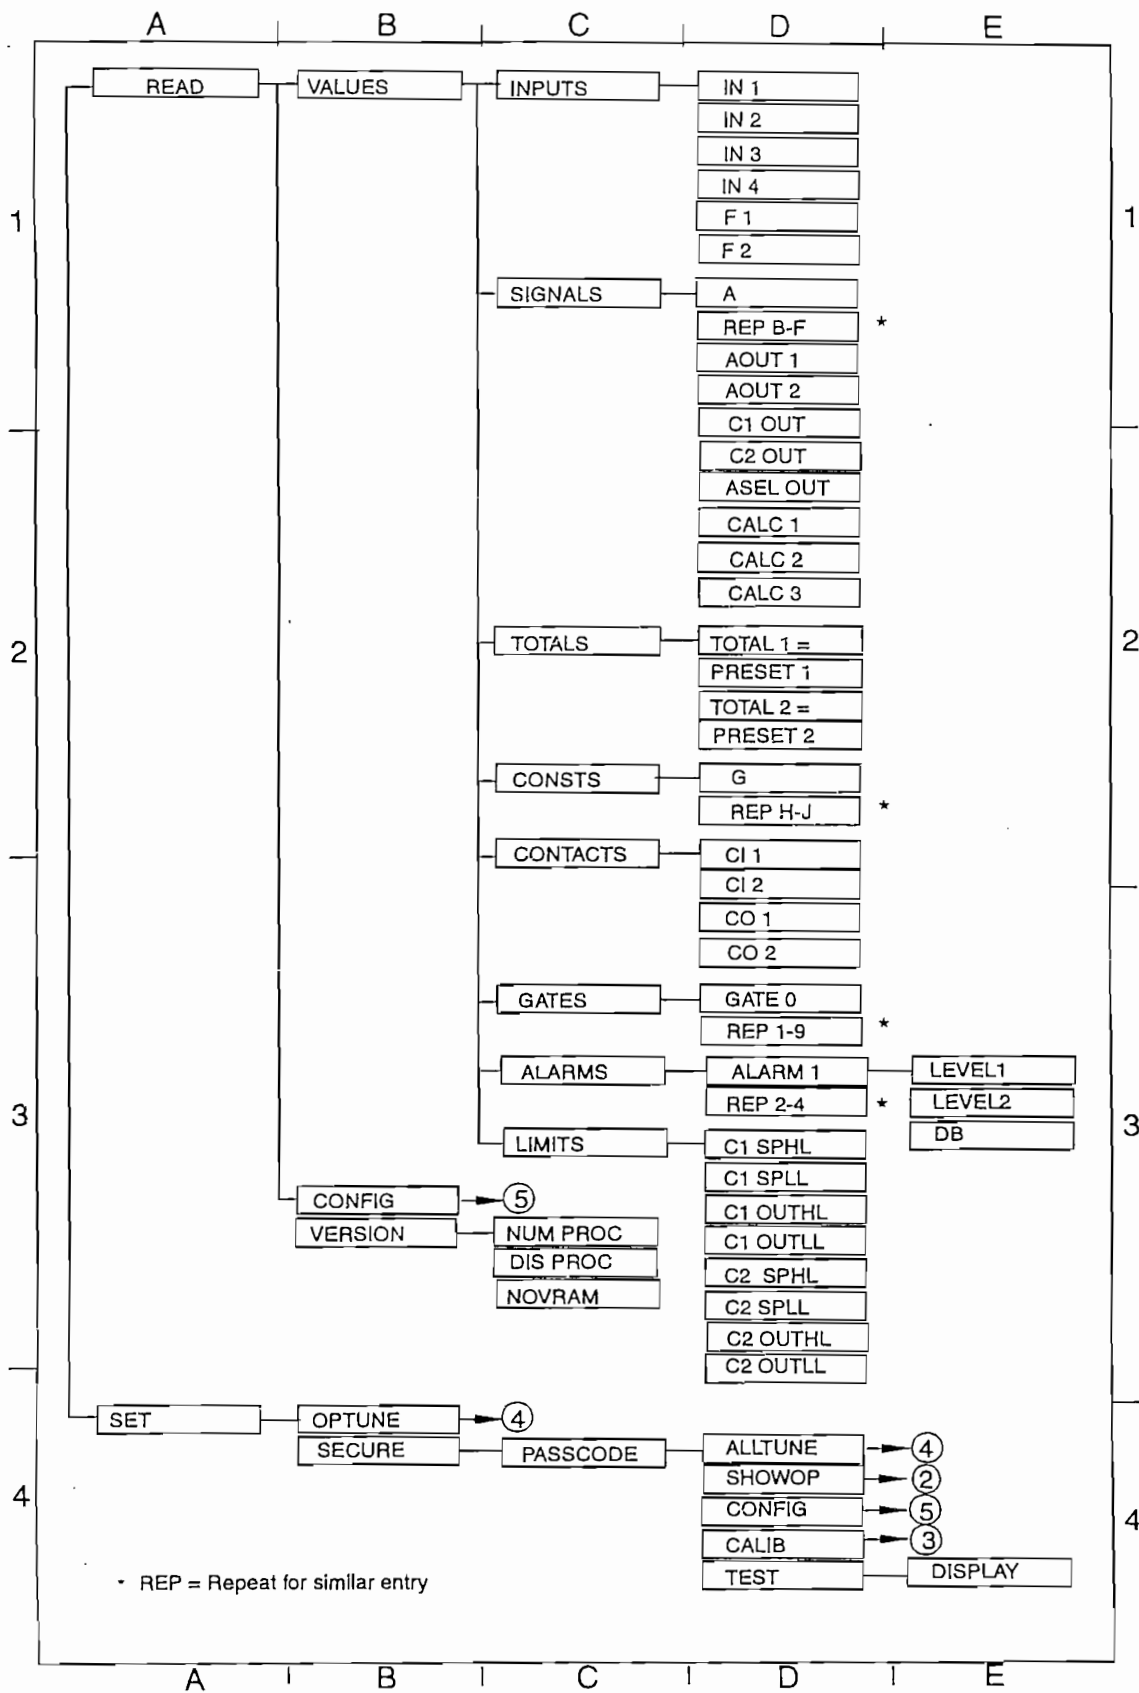 A B C D E
READ VALUES INPUTS IN 1
IN 2
IN 3
IN 4
1 F 1 1
F 2
SIGNALS A
REP B-F *
AOUT 1
AOUT 2
C1 OUT
C2 OUT
ASEL OUT
CALC 1
CALC 2
CALC 3
2 TOTALS TOTAL 1 = 2
PRESET 1
TOTAL 2 =
PRESET 2
CONSTS G
REP H-J *
CONTACTS CI 1
CI 2
CO 1
CO 2
GATES GATE 0
REP 1-9 *
ALARMS ALARM 1 LEVEL1
3 REP 2-4 * LEVEL2 3
DB
LIMITS C1 SPHL
C1 SPLL
CONFIG 5 C1 OUTHL
VERSION NUM PROC C1 OUTLL
DIS PROC C2 SPHL
NOVRAM C2 SPLL
C2 OUTHL
C2 OUTLL
SET OPTUNE 4
SECURE PASSCODE ALLTUNE 4
SHOWOP 2
4 CONFIG 5 4
CALIB 3
TEST DISPLAY
* REP = Repeat for similar entry
A B C D E